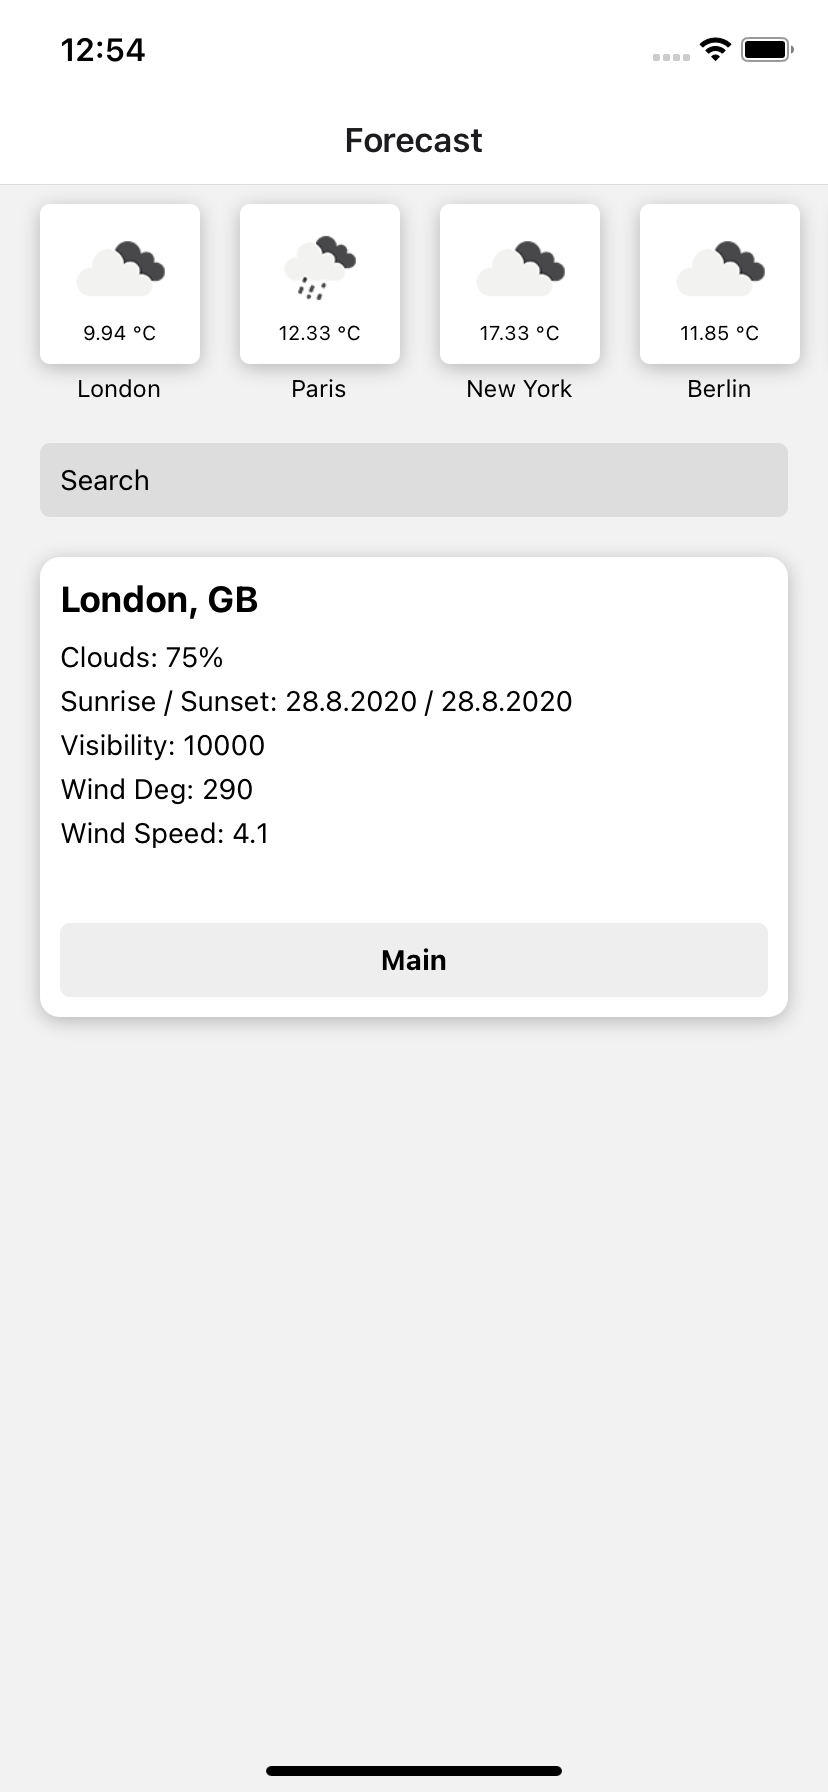 12:54
Forecast
9.94 °C
12.33 °C
17.33 °C
11.85 °C
London
Paris
New York
Berlin
Search
London, GB
Clouds: 75%
Sunrise / Sunset: 28.8.2020 / 28.8.2020
Visibility: 10000
Wind Deg: 290
Wind Speed: 4.1
Main